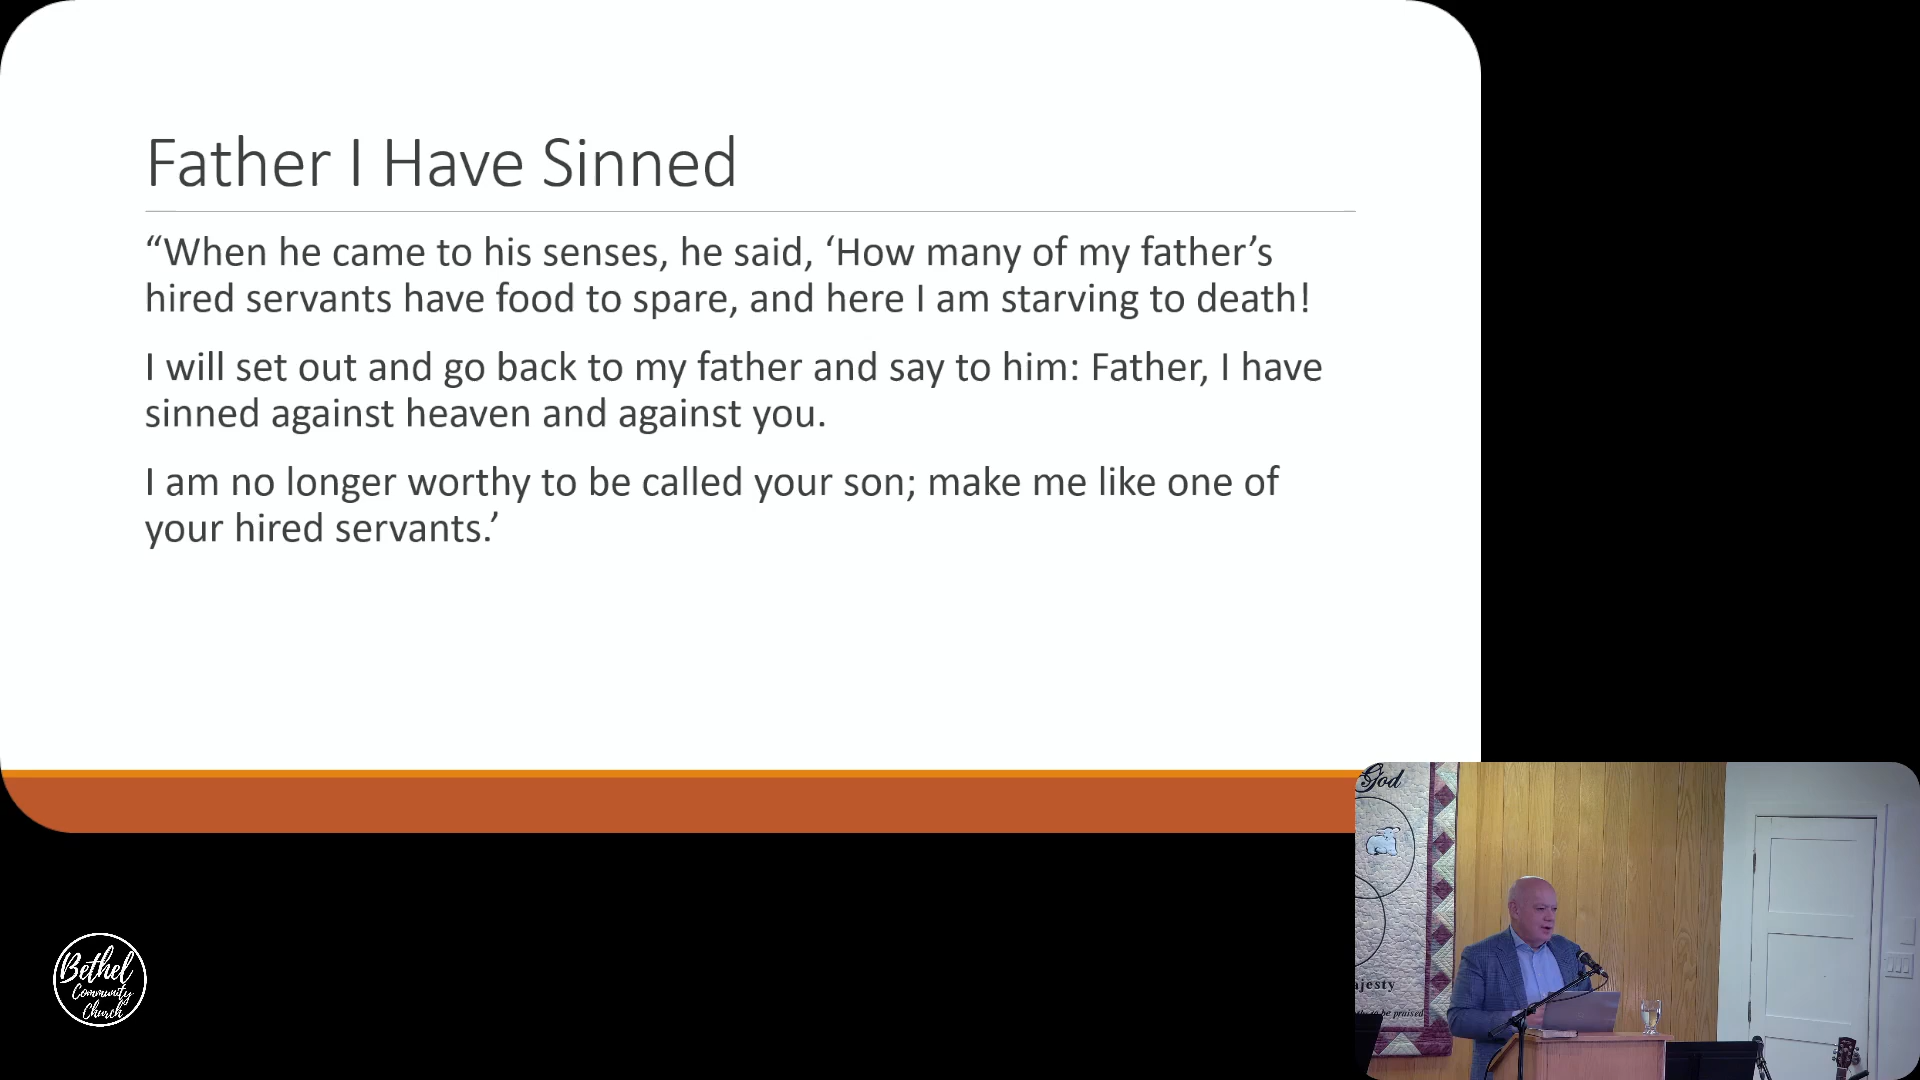 Father I Have Sinned
“When he came to his senses, he said, ‘How many of my father’s
hired servants have food to spare, and here I am starving to death!
I will set out and go back to my father and say to him: Father, I have
sinned against heaven and against you.
I am no longer worthy to be called your son; make me like one of
your hired servants.’
God
ajesty
to be praised
Bethel
Community
Church